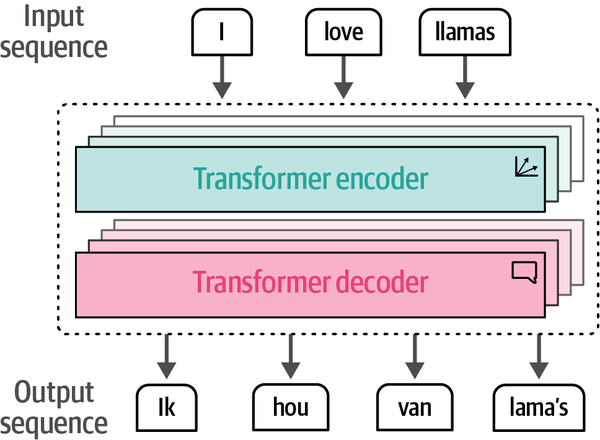 Input
sequence
I love llamas
Transformer encoder
Transformer decoder
Output
sequence
Ik hou van lama's